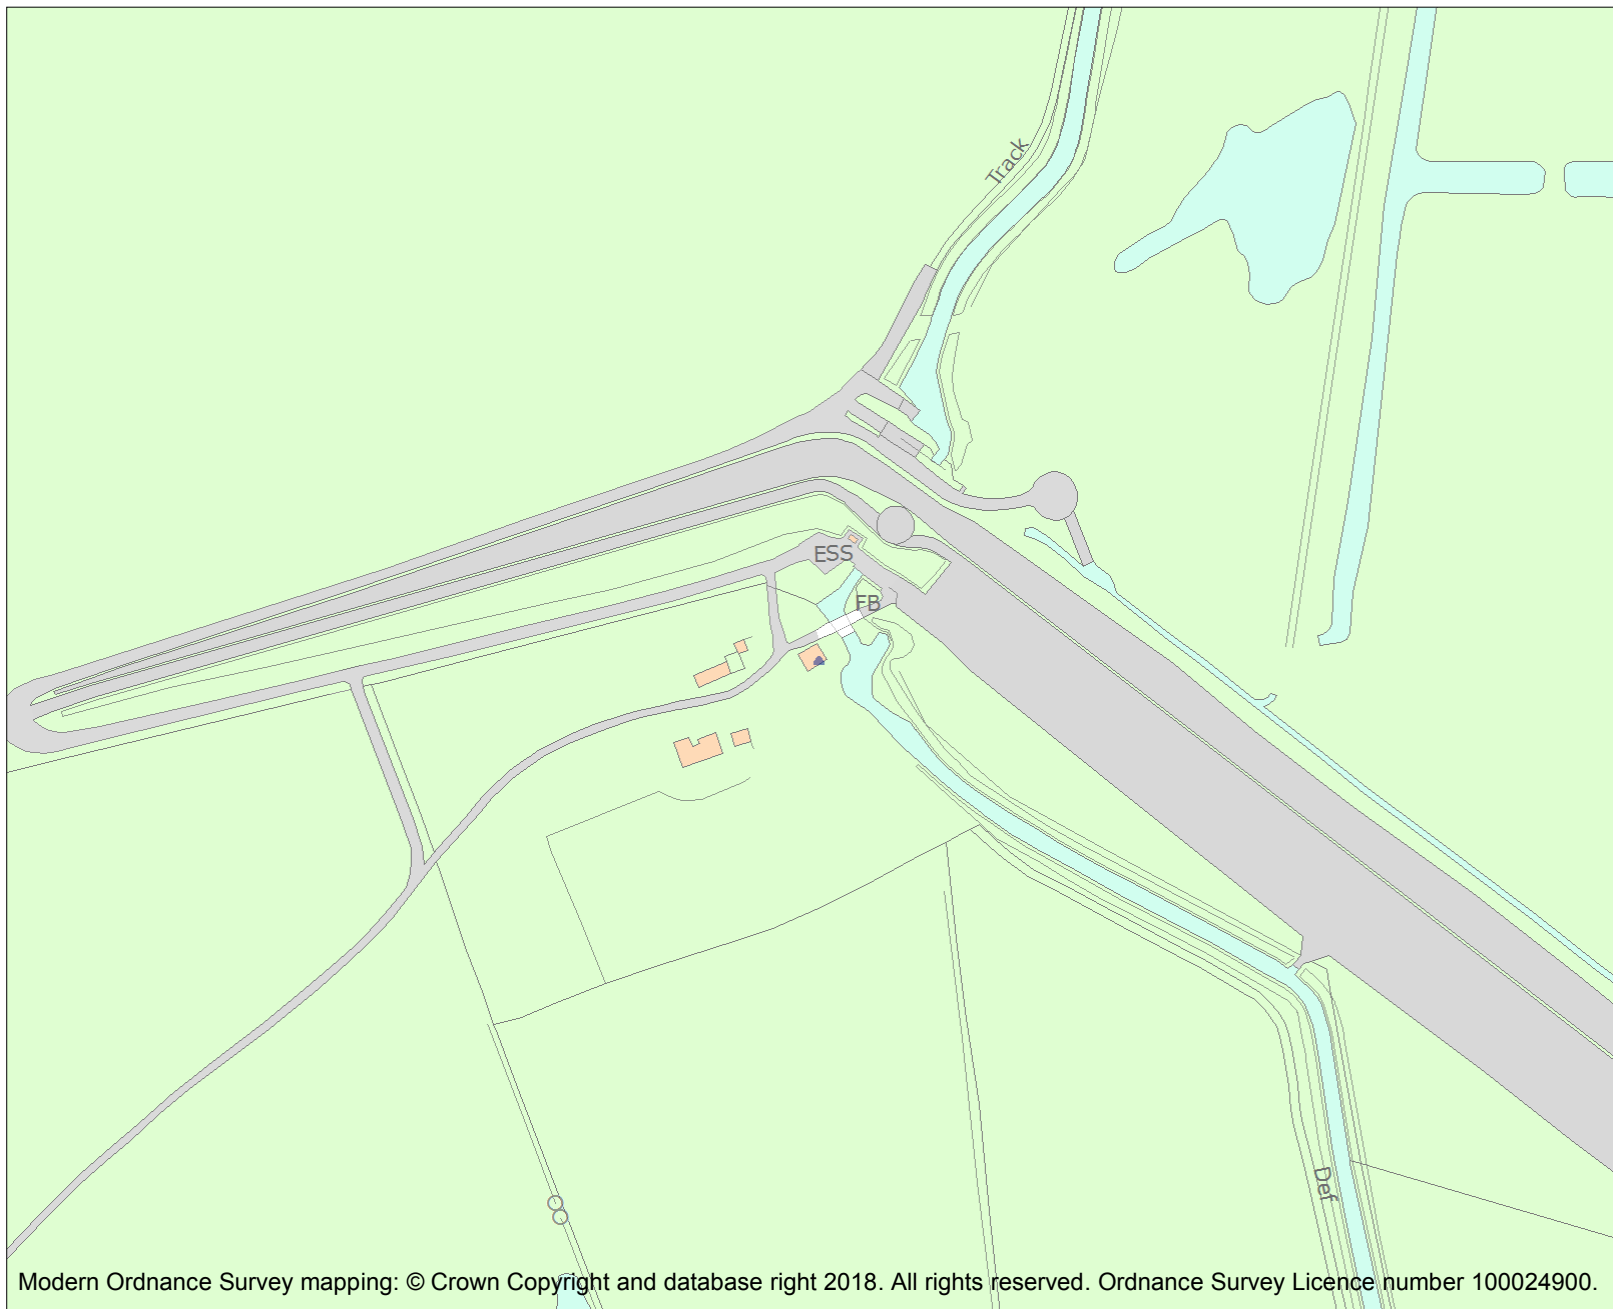 Track
ESS
FB
Def
Modern Ordnance Survey mapping: © Crown Copyright and database right 2018. All rights reserved. Ordnance Survey Licence number 100024900.